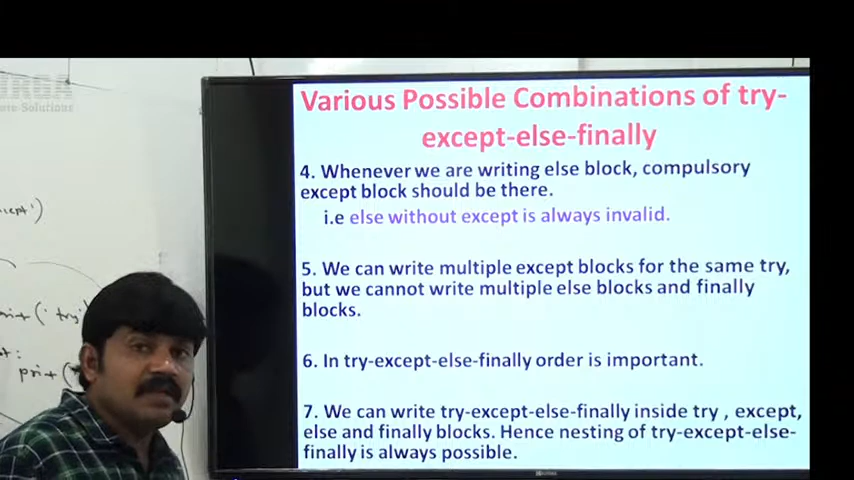 Various Possible Combinations of try-
except-else-finally
4. Whenever we are writing else block, compulsory
except block should be there.
i.e else without except is always invalid.
5. We can write multiple except blocks for the same try,
but we cannot write multiple else blocks and finally
blocks.
6. In try-except-else-finally order is important.
7. We can write try-except-else-finally inside try , except,
else and finally blocks. Hence nesting of try-except-else-
finally is always possible.